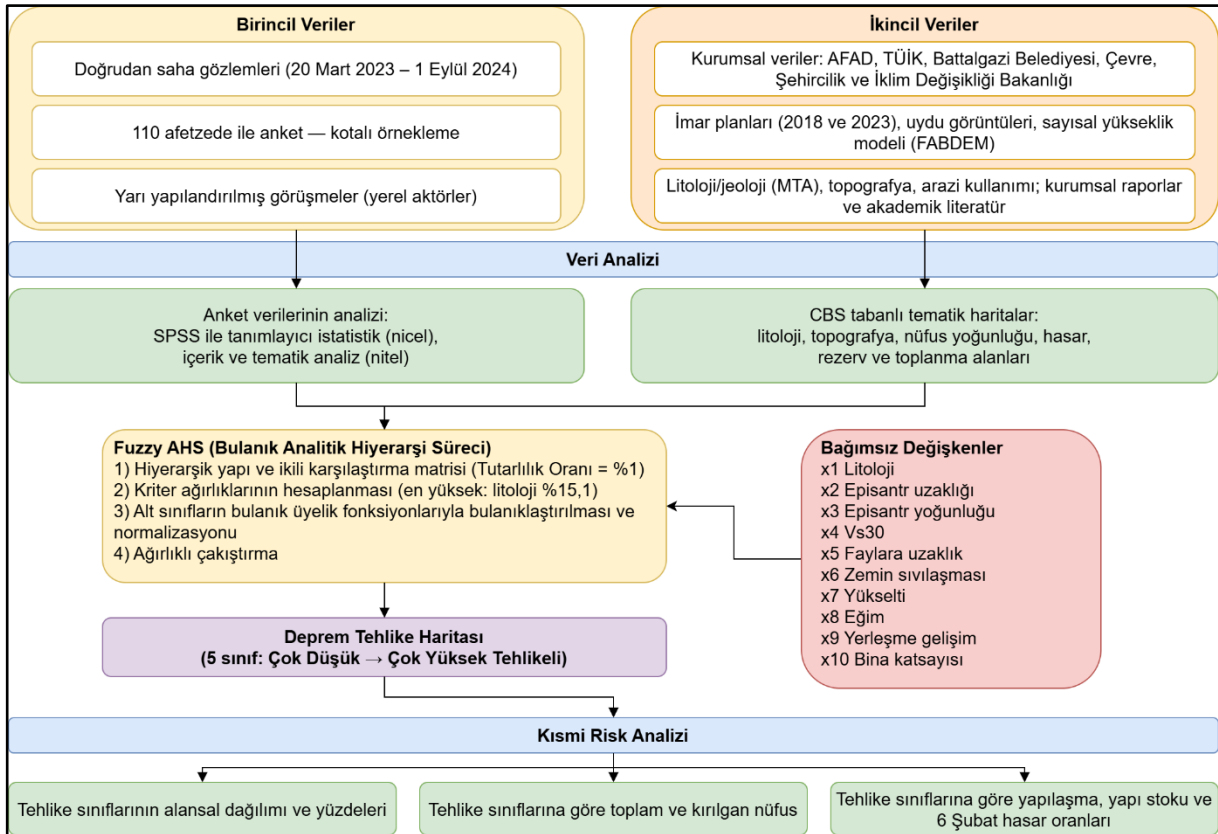 Birincil Veriler
Doğrudan saha gözlemleri (20 Mart 2023 – 1 Eylül 2024)
110 afetzede ile anket — kotalı örnekleme
Yarı yapılandırılmış görüşmeler (yerel aktörler)
İkincil Veriler
Kurumsal veriler: AFAD, TÜİK, Battalgazi Belediyesi, Çevre,
Şehircilik ve İklim Değişikliği Bakanlığı
İmar planları (2018 ve 2023), uydu görüntüleri, sayısal yükseklik
modeli (FABDEM)
Litoloji/jeoloji (MTA), topografya, arazi kullanımı; kurumsal raporlar
ve akademik literatür
Veri Analizi
Anket verilerinin analizi:
SPSS ile tanımlayıcı istatistik (nicel),
içerik ve tematik analiz (nitel)
CBS tabanlı tematik haritalar:
litoloji, topografya, nüfus yoğunluğu, hasar,
rezerv ve toplanma alanları
Fuzzy AHS (Bulanık Analitik Hiyerarşi Süreci)
1) Hiyerarşik yapı ve ikili karşılaştırma matrisi (Tutarlılık Oranı = %1)
2) Kriter ağırlıklarının hesaplanması (en yüksek: litoloji %15,1)
3) Alt sınıfların bulanık üyelik fonksiyonlarıyla bulanıklaştırılması ve
normalizasyonu
4) Ağırlıklı çakıştırma
Bağımsız Değişkenler
x1 Litoloji
x2 Episantr uzaklığı
x3 Episantr yoğunluğu
x4 Vs30
x5 Faylara uzaklık
x6 Zemin sıvılaşması
x7 Yükselti
x8 Eğim
x9 Yerleşme gelişim
x10 Bina katsayısı
Deprem Tehlike Haritası
(5 sınıf: Çok Düşük → Çok Yüksek Tehlikeli)
Kısmi Risk Analizi
Tehlike sınıflarının alansal dağılımı ve yüzdeleri
Tehlike sınıflarına göre toplam ve kırılgan nüfus
Tehlike sınıflarına göre yapılaşma, yapı stoku ve
6 Şubat hasar oranları